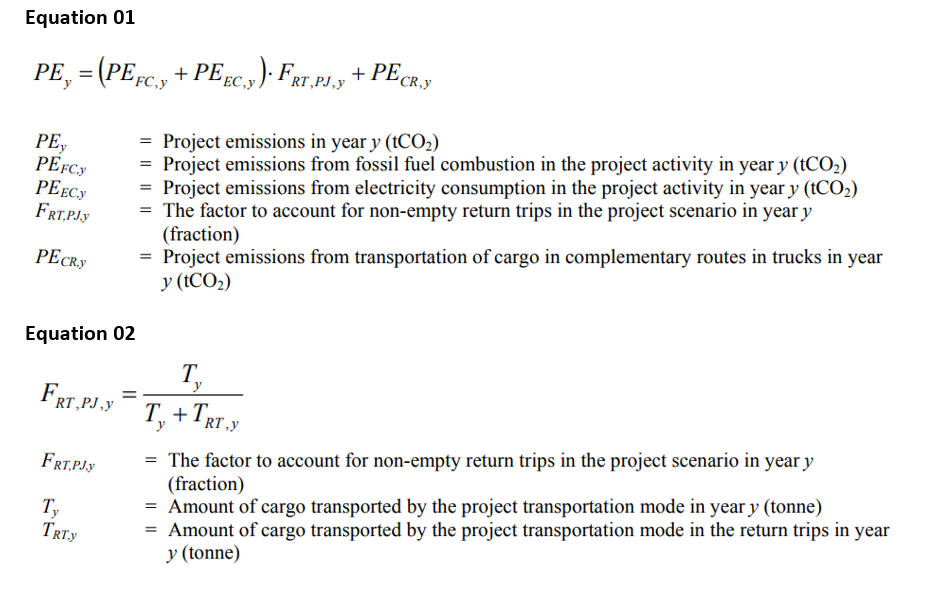 Equation 01
PE_y = (PE_{FC,y} + PE_{EC,y}) · F_{RT,PJ,y} + PE_{CR,y}
PE_y = Project emissions in year y (tCO₂)
PE_{FC,y} = Project emissions from fossil fuel combustion in the project activity in year y (tCO₂)
PE_{EC,y} = Project emissions from electricity consumption in the project activity in year y (tCO₂)
F_{RT,PJ,y} = The factor to account for non-empty return trips in the project scenario in year y
(fraction)
PE_{CR,y} = Project emissions from transportation of cargo in complementary routes in trucks in year
y (tCO₂)
Equation 02
F_{RT,PJ,y} = \frac{T_y}{T_y + T_{RT,y}}
F_{RT,PJ,y} = The factor to account for non-empty return trips in the project scenario in year y
(fraction)
T_y = Amount of cargo transported by the project transportation mode in year y (tonne)
T_{RT,y} = Amount of cargo transported by the project transportation mode in the return trips in year
y (tonne)